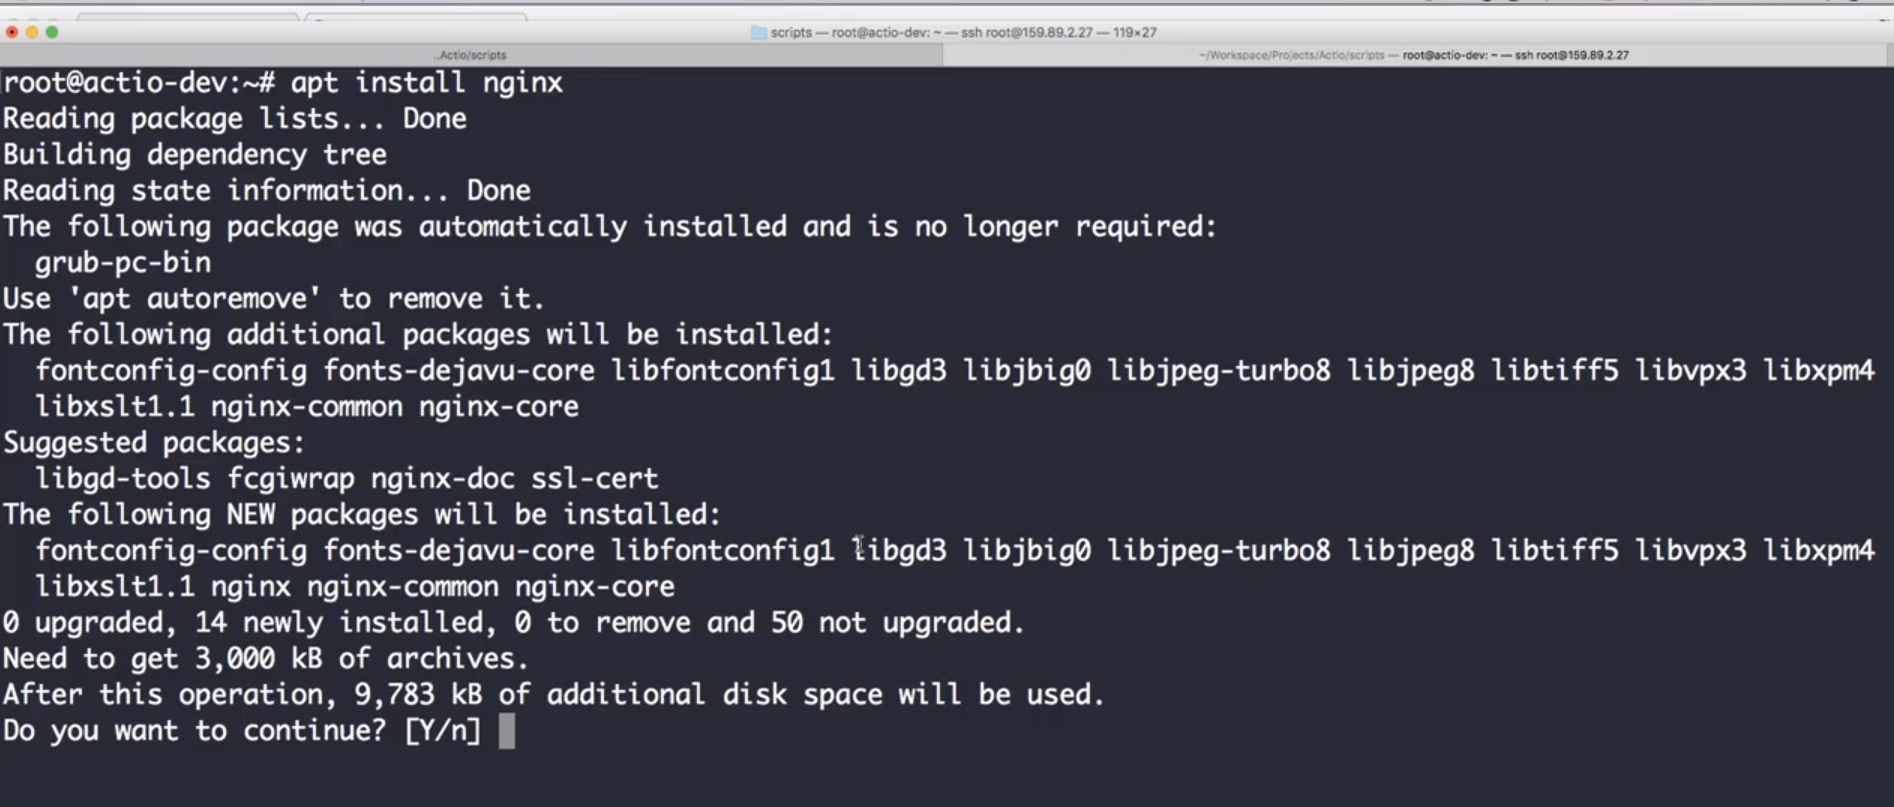 scripts — root@actio-dev: ~ — ssh root@159.89.2.27 — 119×27
..Actio/scripts
~/Workspace/Projects/Actio/scripts — root@actio-dev: ~ — ssh root@159.89.2.27
root@actio-dev:~# apt install nginx
Reading package lists... Done
Building dependency tree
Reading state information... Done
The following package was automatically installed and is no longer required:
  grub-pc-bin
Use 'apt autoremove' to remove it.
The following additional packages will be installed:
  fontconfig-config fonts-dejavu-core libfontconfig1 libgd3 libjbig0 libjpeg-turbo8 libjpeg8 libtiff5 libvpx3 libxpm4
  libxslt1.1 nginx-common nginx-core
Suggested packages:
  libgd-tools fcgiwrap nginx-doc ssl-cert
The following NEW packages will be installed:
  fontconfig-config fonts-dejavu-core libfontconfig1 libgd3 libjbig0 libjpeg-turbo8 libjpeg8 libtiff5 libvpx3 libxpm4
  libxslt1.1 nginx nginx-common nginx-core
0 upgraded, 14 newly installed, 0 to remove and 50 not upgraded.
Need to get 3,000 kB of archives.
After this operation, 9,783 kB of additional disk space will be used.
Do you want to continue? [Y/n]